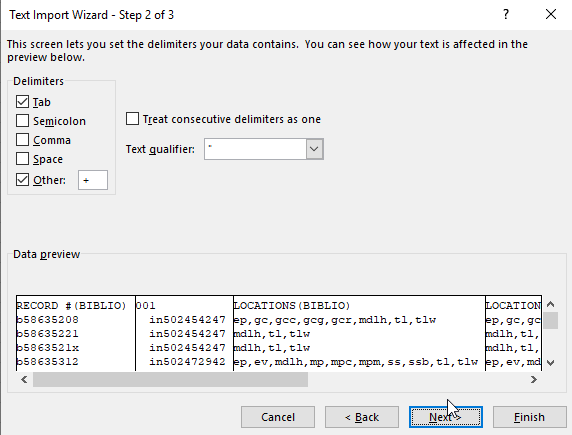 Text Import Wizard - Step 2 of 3 ? ×
This screen lets you set the delimiters your data contains. You can see how your text is affected in the
preview below.
Delimiters
Tab
Semicolon
Comma
Space
Other: +
Treat consecutive delimiters as one
Text qualifier: "
Data preview
RECORD #(BIBLIO) 001 LOCATIONS(BIBLIO) LOCATION
b58635208 in502454247 ep,gc,gcc,gcg,gcr,mdlh,tl,tlw ep,gc,gc
b58635221 in502454247 mdlh,tl,tlw mdlh,tl,
b5863521x in502454247 mdlh,tl,tlw mdlh,tl,
b58635312 in502472942 ep,ev,mdlh,mp,mpc,mpm,ss,ssb,tl,tlw ep,ev,md
Cancel < Back Next > Finish